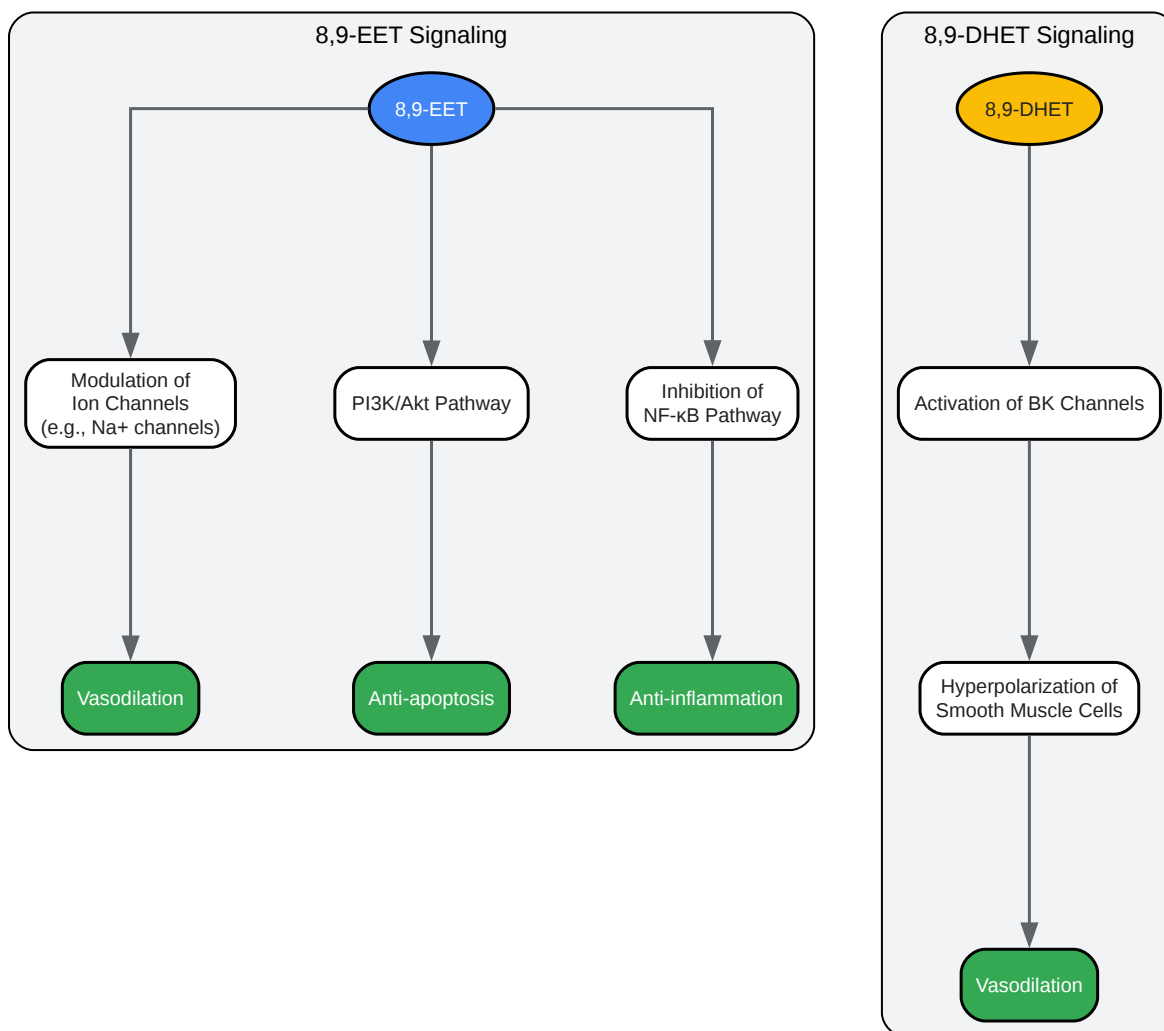 8,9-EET Signaling
8,9-EET
Modulation of
Ion Channels
(e.g., Na+ channels)
PI3K/Akt Pathway
Inhibition of
NF-κB Pathway
Vasodilation
Anti-apoptosis
Anti-inflammation
8,9-DHET Signaling
8,9-DHET
Activation of BK Channels
Hyperpolarization of
Smooth Muscle Cells
Vasodilation